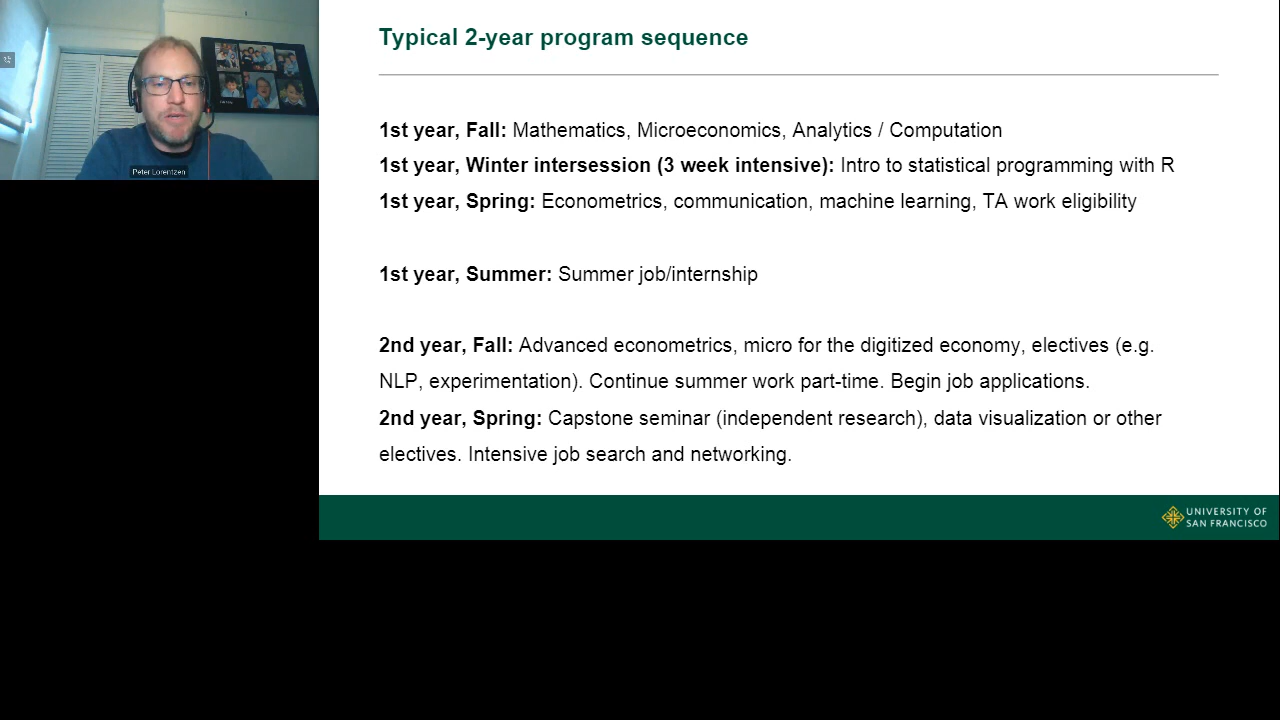 Peter Lorentzen
Typical 2-year program sequence
1st year, Fall: Mathematics, Microeconomics, Analytics / Computation
1st year, Winter intersession (3 week intensive): Intro to statistical programming with R
1st year, Spring: Econometrics, communication, machine learning, TA work eligibility
1st year, Summer: Summer job/internship
2nd year, Fall: Advanced econometrics, micro for the digitized economy, electives (e.g.
NLP, experimentation). Continue summer work part-time. Begin job applications.
2nd year, Spring: Capstone seminar (independent research), data visualization or other
electives. Intensive job search and networking.
UNIVERSITY OF
SAN FRANCISCO